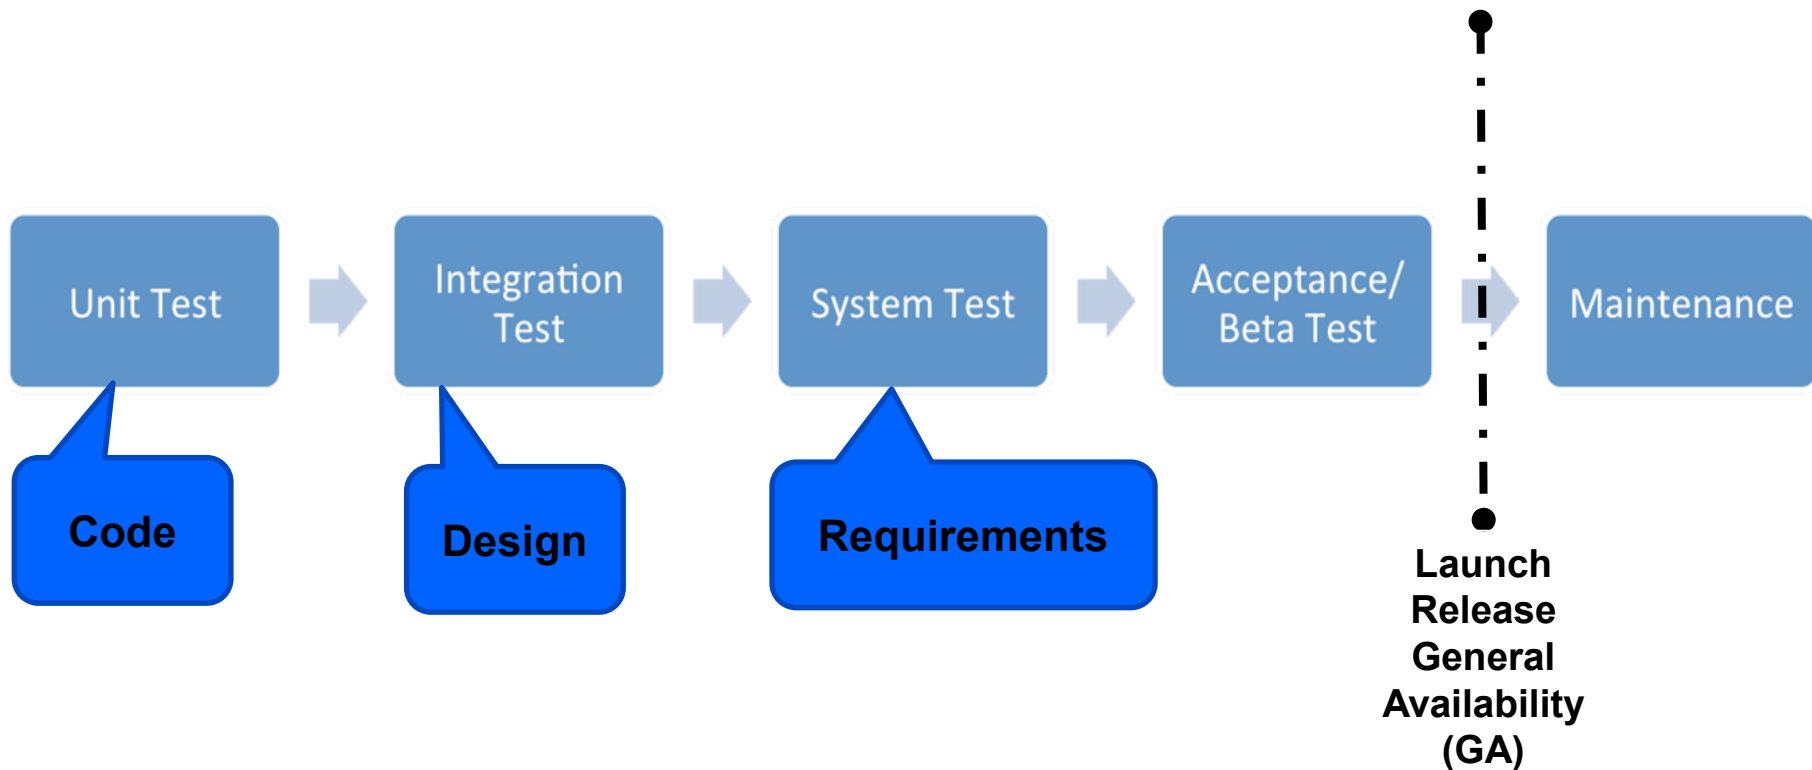 Unit Test
Integration
Test
System Test
Acceptance/
Beta Test
Maintenance
Code
Design
Requirements
Launch
Release
General
Availability
(GA)